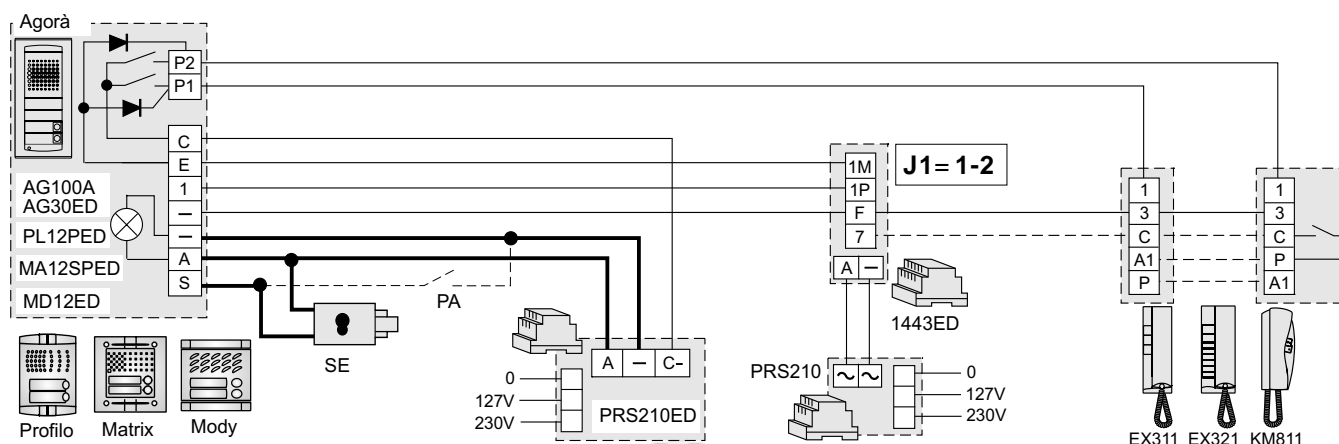 Agorà
P2
P1
C
E
1
—
—
A
S
AG100A
AG30ED
PL12PED
MA12SPED
MD12ED
Profilo
Matrix
Mody
SE
PA
A
—
C-
PRS210ED
0
127V
230V
1M
1P
F
7
J1= 1-2
A
—
1443ED
PRS210
~
~
0
127V
230V
1
3
C
A1
P
1
3
C
P
A1
EX311
EX321
KM811